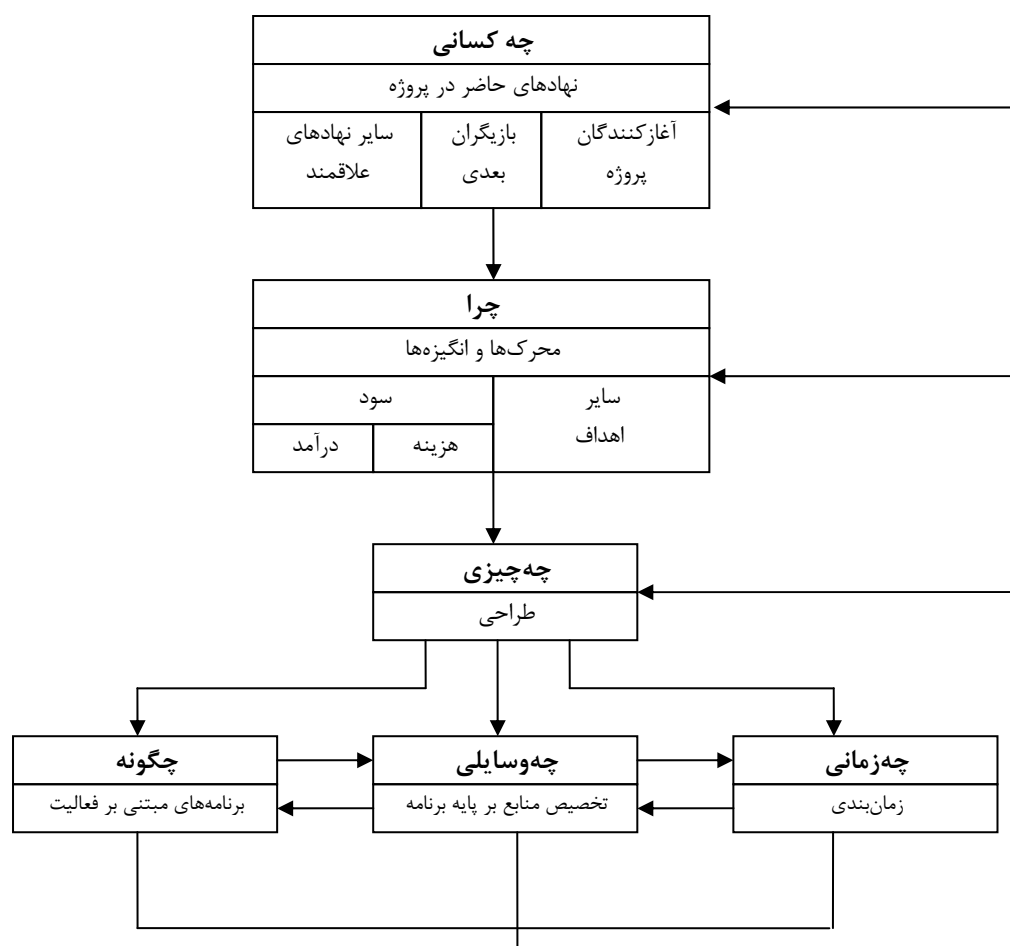 چه کسانی
نهادهای حاضر در پروژه
آغازکنندگان
پروژه
بازیگران
بعدی
سایر نهادهای
علاقمند
چرا
محرک‌ها و انگیزه‌ها
سایر
اهداف
سود
هزینه
درآمد
چه‌چیزی
طراحی
چه‌زمانی
زمان‌بندی
چه‌وسایلی
تخصیص منابع بر پایه برنامه
چگونه
برنامه‌های مبتنی بر فعالیت